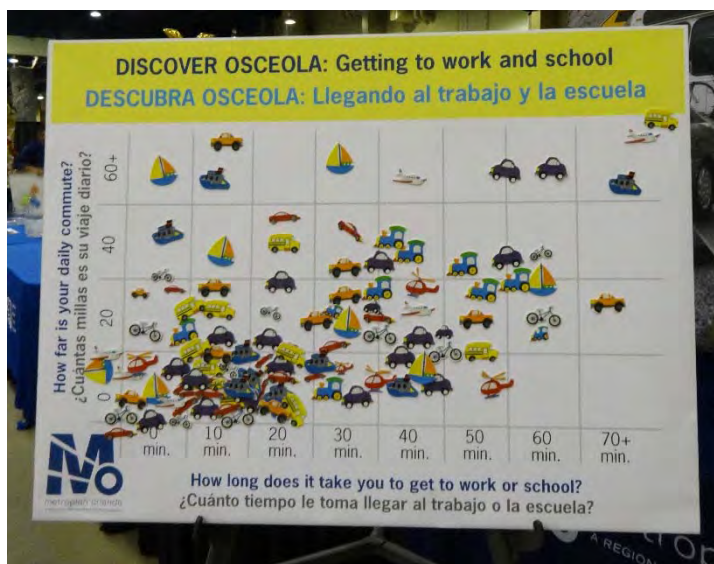 DISCOVER OSCEOLA: Getting to work and school
DESCUBRA OSCEOLA: Llegando al trabajo y la escuela
How far is your daily commute?
¿Cuántas millas es su viaje diario?
60+
40
20
0
0 min.
10 min.
20 min.
30 min.
40 min.
50 min.
60 min.
70+ min.
How long does it take you to get to work or school?
¿Cuánto tiempo le toma llegar al trabajo o la escuela?
Mo
metroplan orlando
A REGION